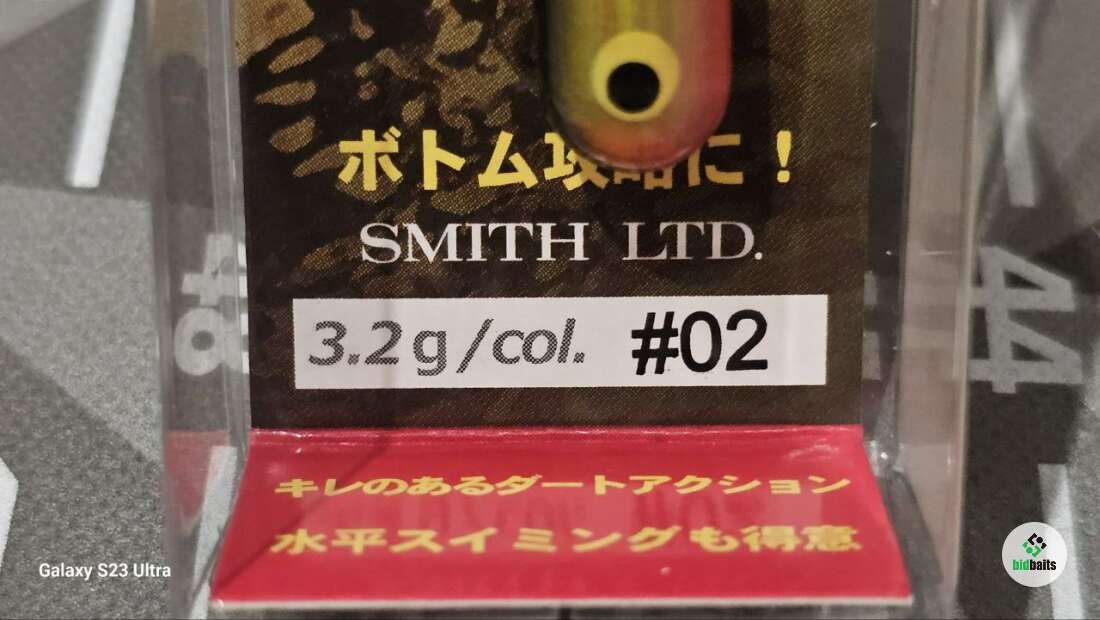 ボトム攻略に！
SMITH LTD.
3.2g/col. #02
キレのあるダートアクション
水平スイミングも得意
44
Galaxy S23 Ultra
bidbaits